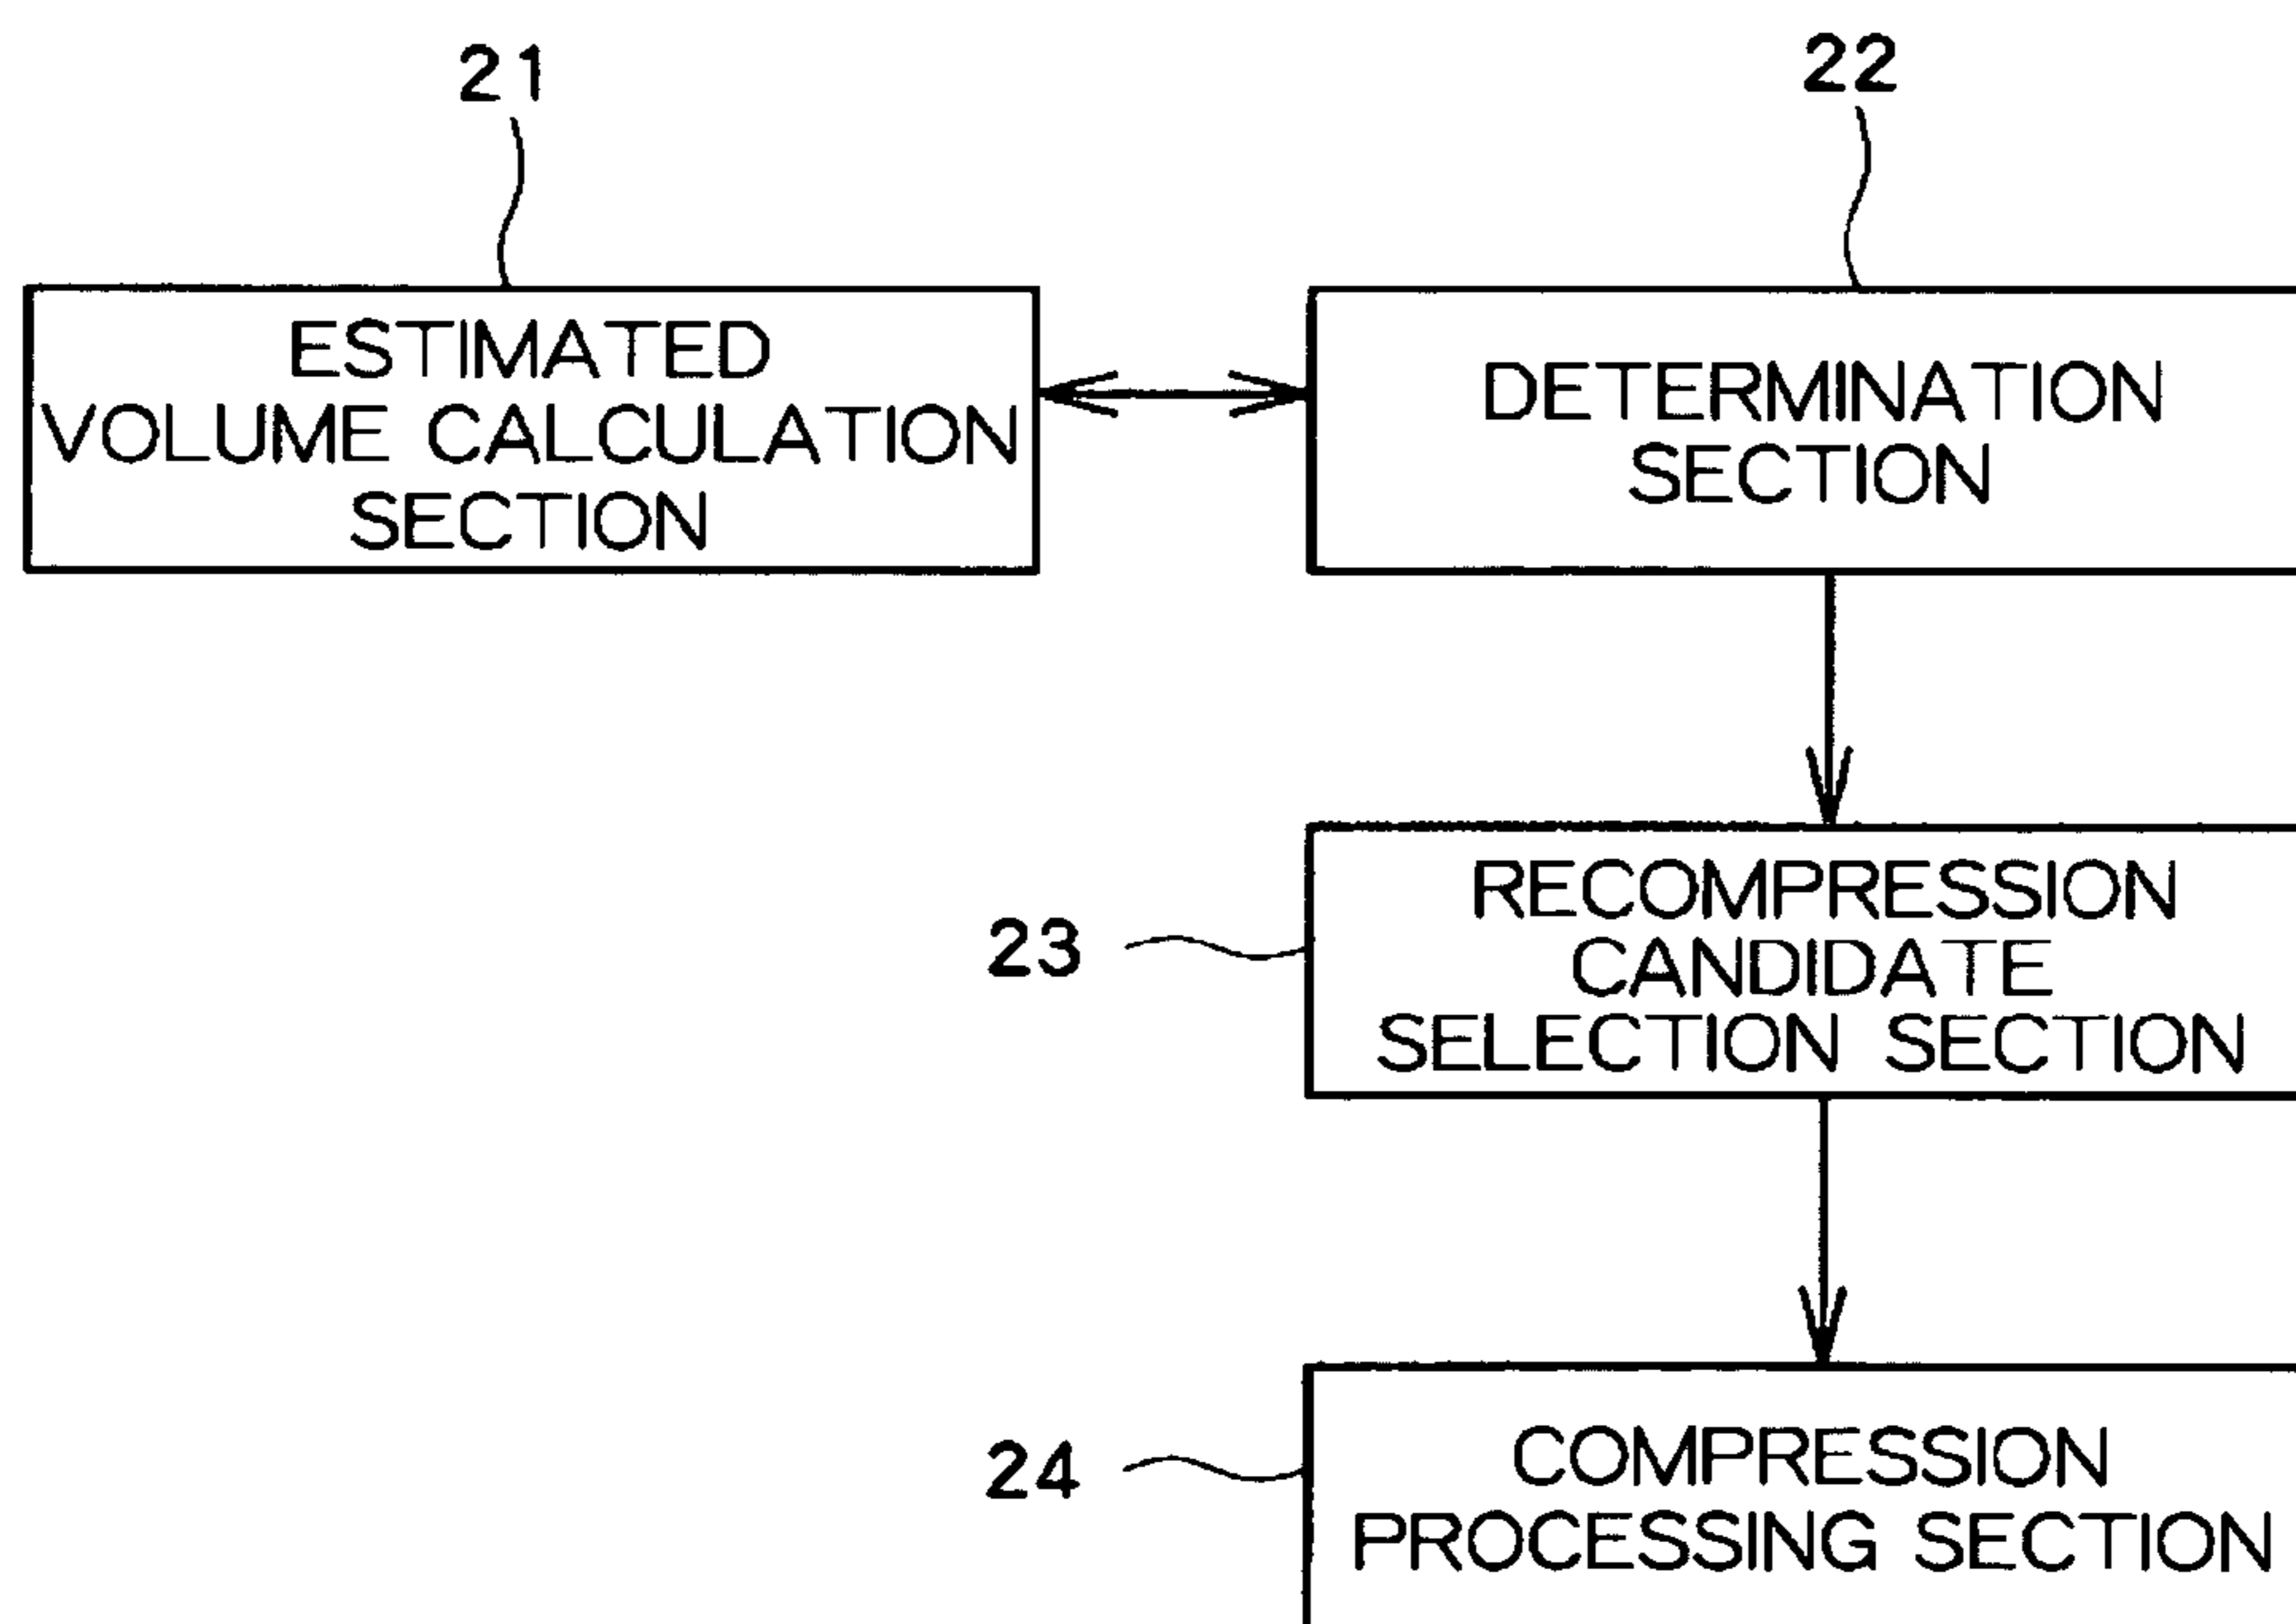 21
22
ESTIMATED
VOLUME CALCULATION
SECTION
DETERMINATION
SECTION
23
RECOMPRESSION
CANDIDATE
SELECTION SECTION
24
COMPRESSION
PROCESSING SECTION